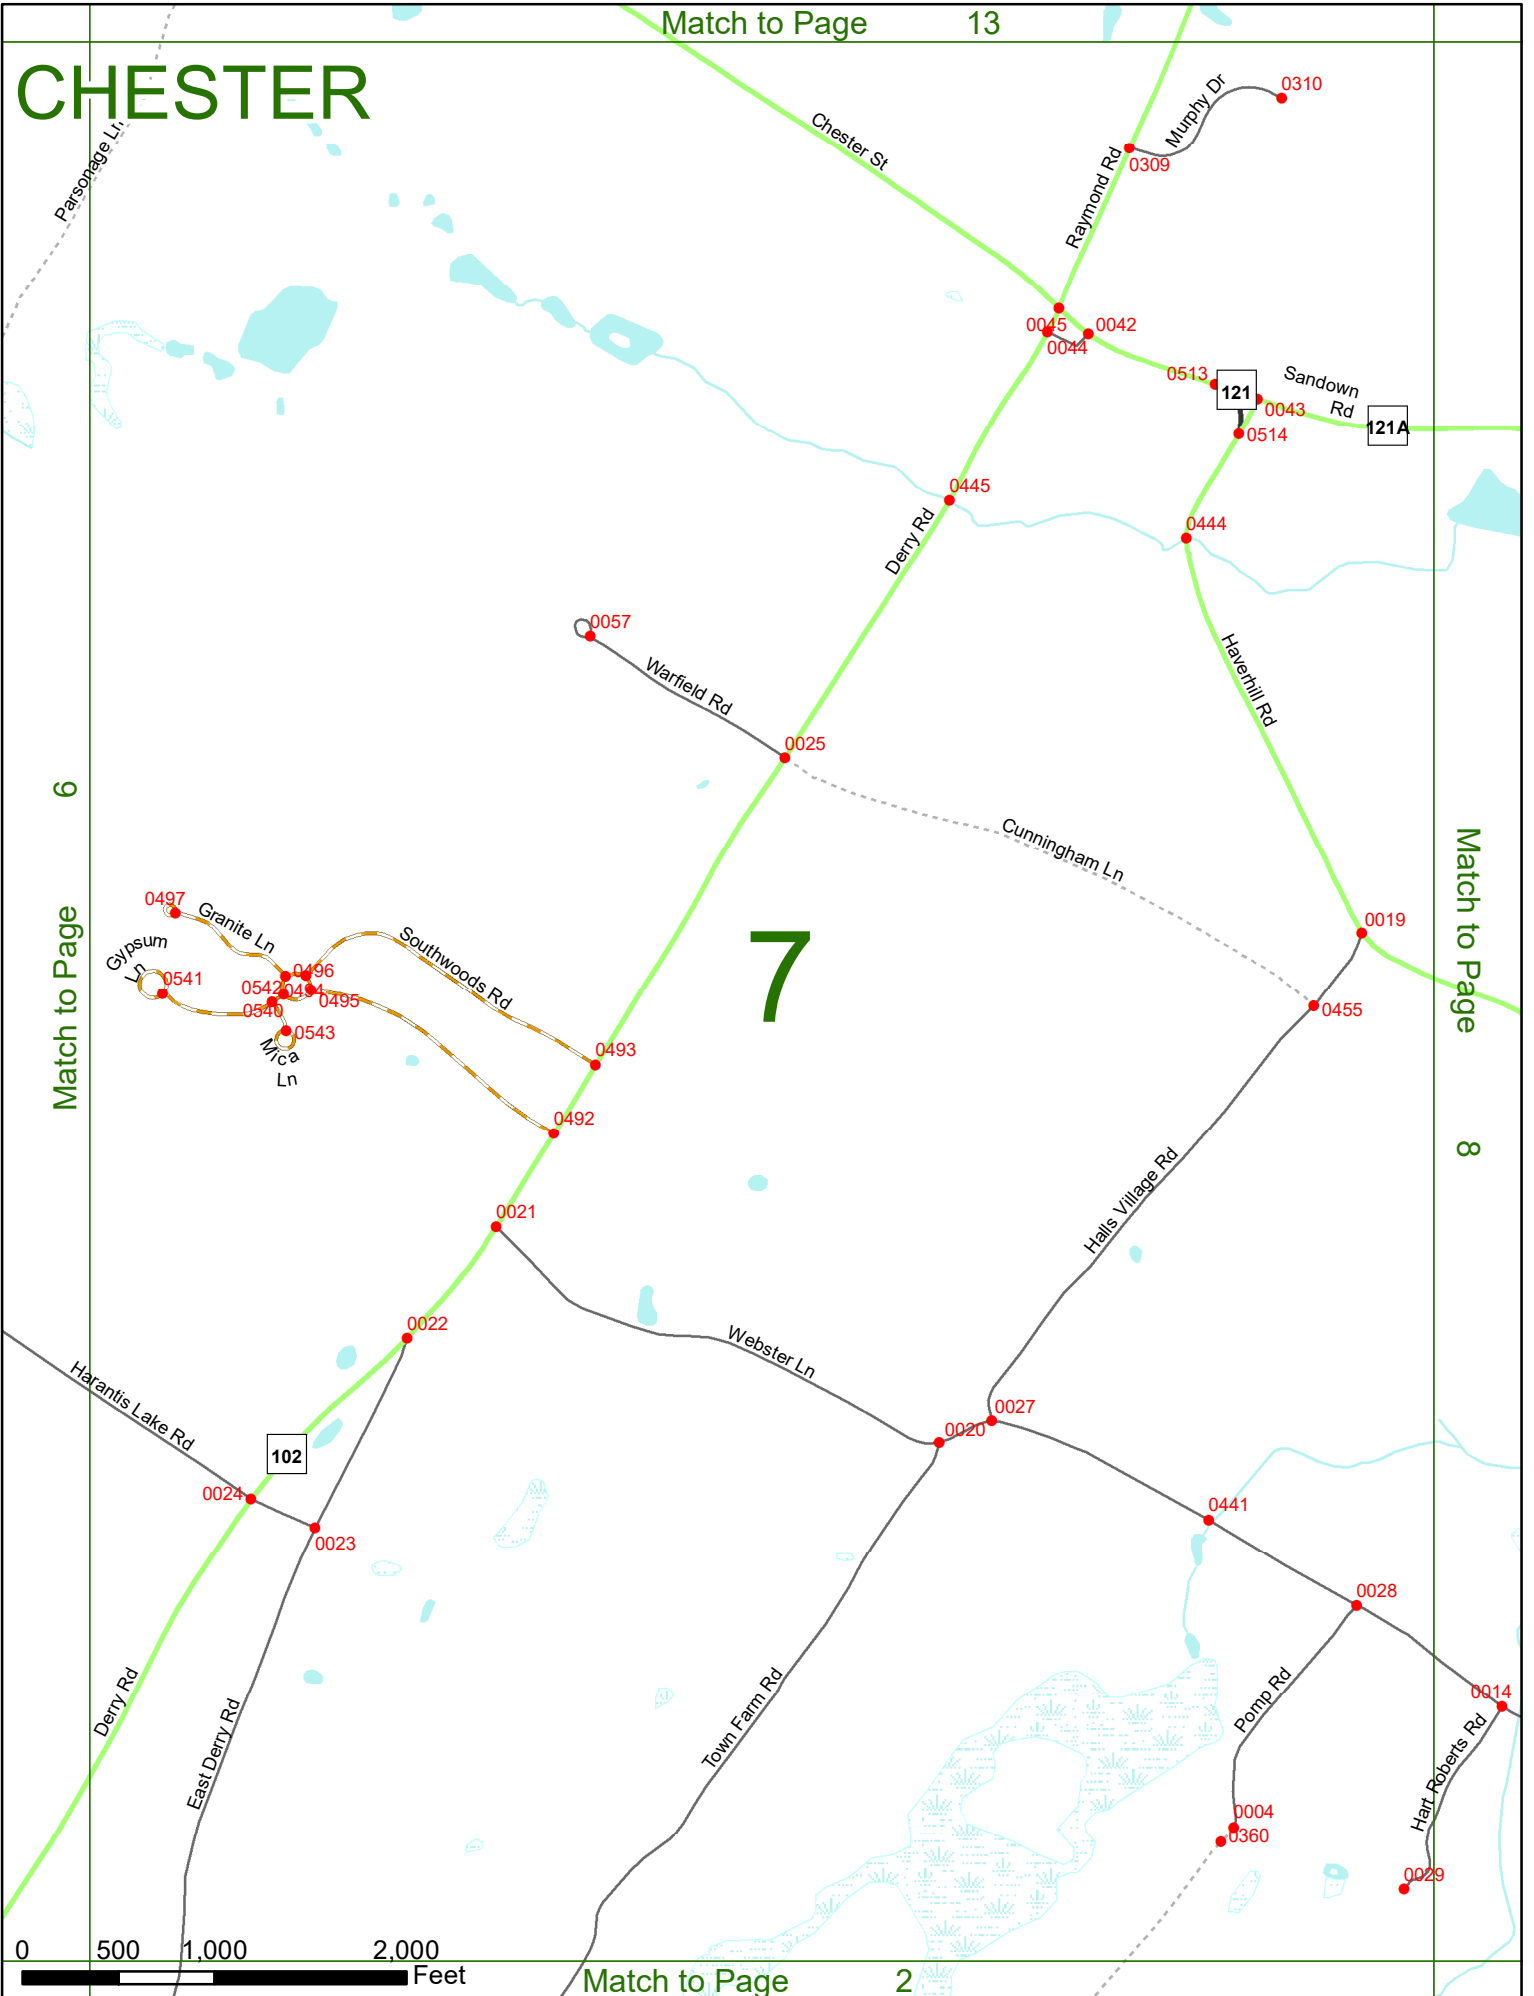 Match to Page 13
CHESTER
Parsonage Ln
Chester St
Raymond Rd
Murphy Dr
0310
0309
0045
0042
0044
0513
121
Sandown
Rd
0043
121A
0514
0445
0444
Derry Rd
0057
Warfield Rd
Haverhill Rd
0025
Match to Page 6
Cunningham Ln
Match to Page 8
0497
Granite Ln
Gypsum
Ln
0541
0496
0542
0494
0495
0540
0543
Mica
Ln
Southwoods Rd
7
0019
0455
0493
0492
Halls Village Rd
0021
0022
Webster Ln
Harantis Lake Rd
102
0027
0020
0024
0023
0441
0028
Derry Rd
East Derry Rd
Town Farm Rd
Pomp Rd
0014
Hart Roberts Rd
0004
0360
0029
0 500 1,000 2,000
Feet
Match to Page 2